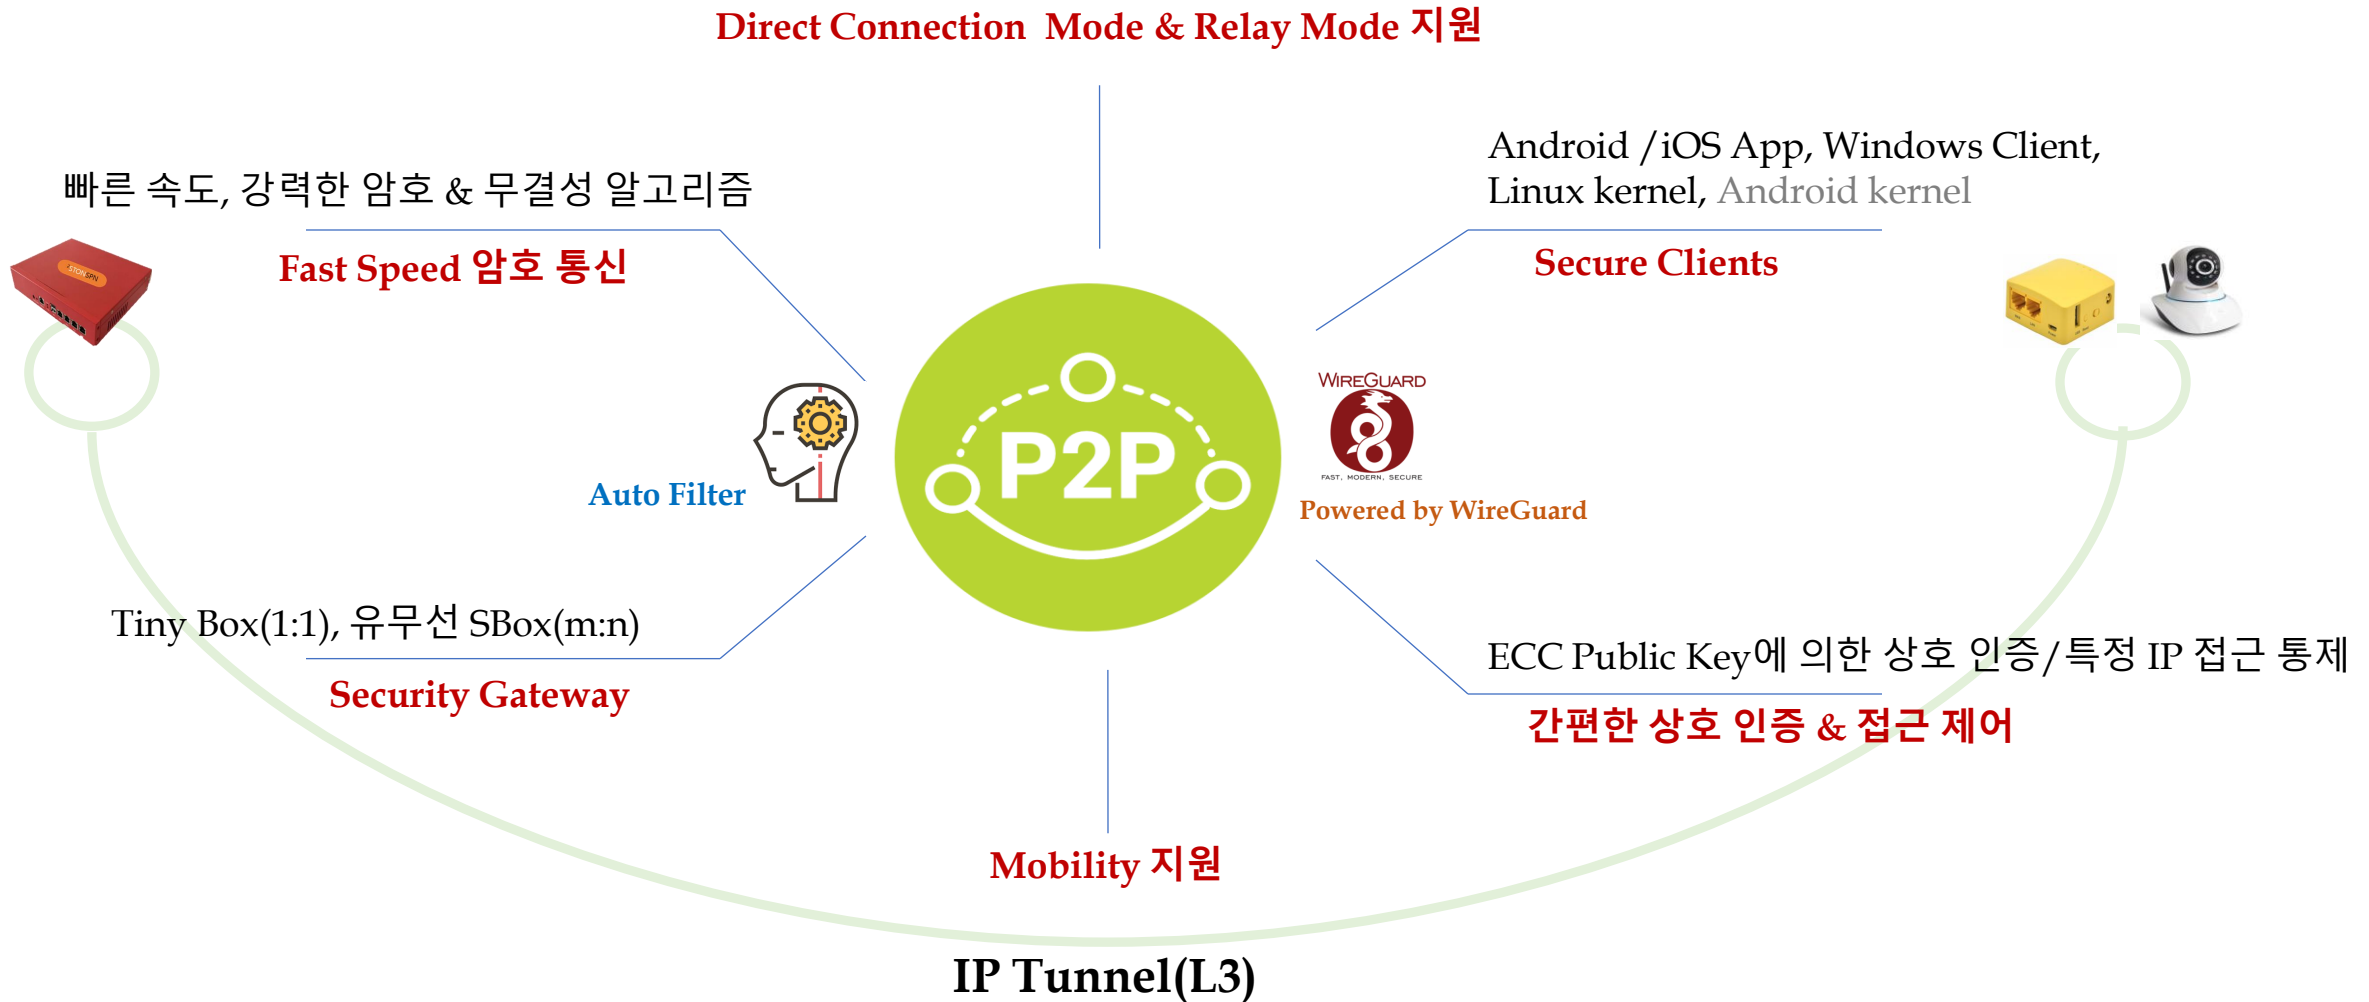 Direct Connection Mode & Relay Mode 지원
Android /iOS App, Windows Client,
Linux kernel, Android kernel
Secure Clients
빠른 속도, 강력한 암호 & 무결성 알고리즘
Fast Speed 암호 통신
P2P
WIREGUARD
FAST, MODERN, SECURE
Powered by WireGuard
Auto Filter
Tiny Box(1:1), 유무선 SBox(m:n)
Security Gateway
ECC Public Key에 의한 상호 인증/특정 IP 접근 통제
간편한 상호 인증 & 접근 제어
Mobility 지원
IP Tunnel(L3)